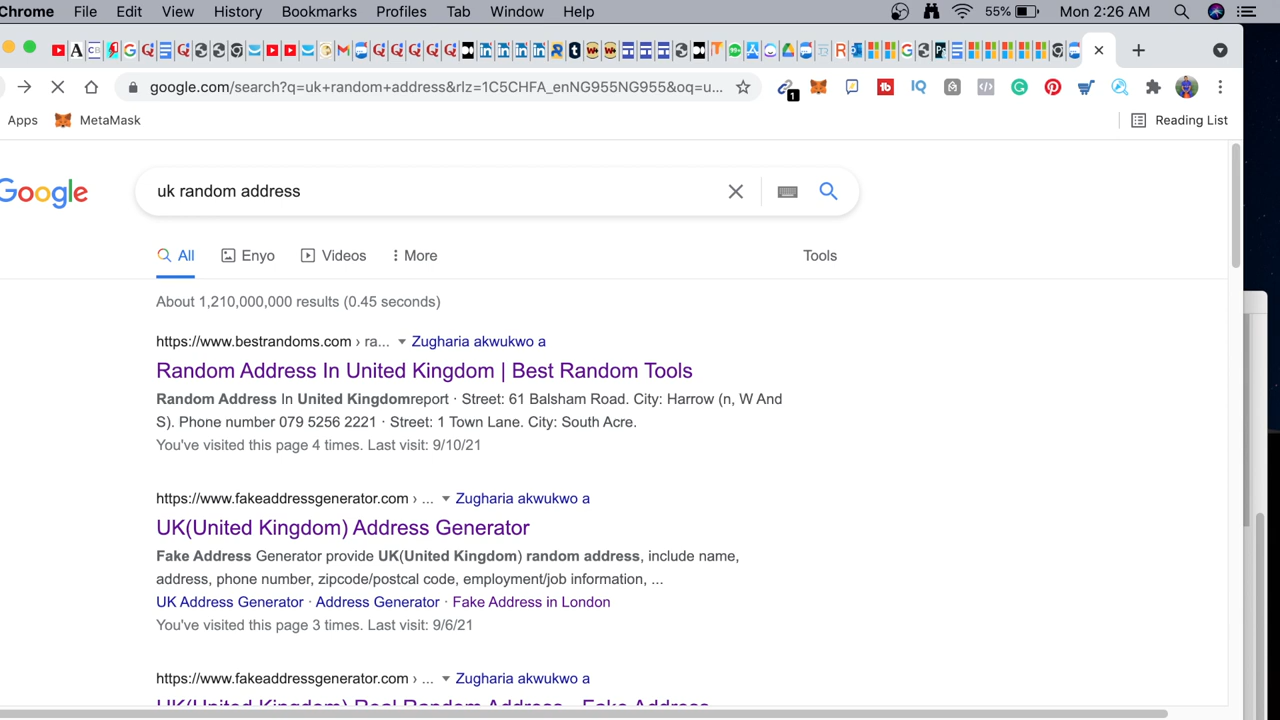 Chrome File Edit View History Bookmarks Profiles Tab Window Help 55% Mon 2:26 AM
google.com/search?q=uk+random+address&rlz=1C5CHFA_enNG955NG955&oq=u...
Apps MetaMask Reading List
Google uk random address
All Enyo Videos More Tools
About 1,210,000,000 results (0.45 seconds)
https://www.bestrandoms.com › ra... Zugharia akwukwo a
Random Address In United Kingdom | Best Random Tools
Random Address In United Kingdomreport · Street: 61 Balsham Road. City: Harrow (n, W And
S). Phone number 079 5256 2221 · Street: 1 Town Lane. City: South Acre.
You've visited this page 4 times. Last visit: 9/10/21
https://www.fakeaddressgenerator.com › ... Zugharia akwukwo a
UK(United Kingdom) Address Generator
Fake Address Generator provide UK(United Kingdom) random address, include name,
address, phone number, zipcode/postcal code, employment/job information, ...
UK Address Generator · Address Generator · Fake Address in London
You've visited this page 3 times. Last visit: 9/6/21
https://www.fakeaddressgenerator.com › ... Zugharia akwukwo a
UK(United Kingdom) Real Random Address - Fake Address